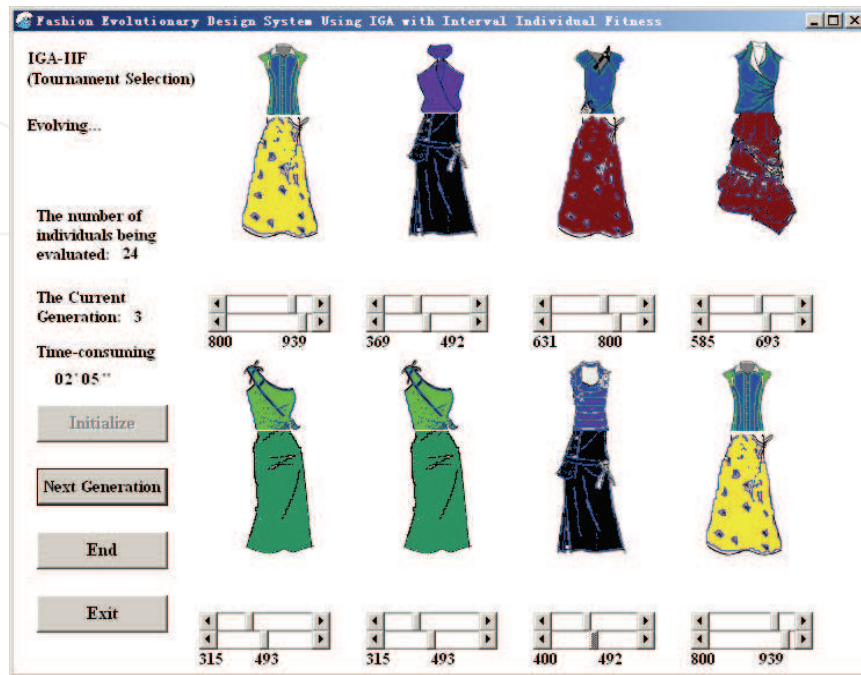 Fashion Evolutionary Design System Using IGA with Interval Individual Fitness
IGA-IIF
(Tournament Selection)
Evolving...
The number of
individuals being
evaluated: 24
The Current
Generation: 3
Time-consuming
02'05"
Initialize
Next Generation
End
Exit
800 939
369 492
631 800
585 693
315 493
315 493
400 492
800 939